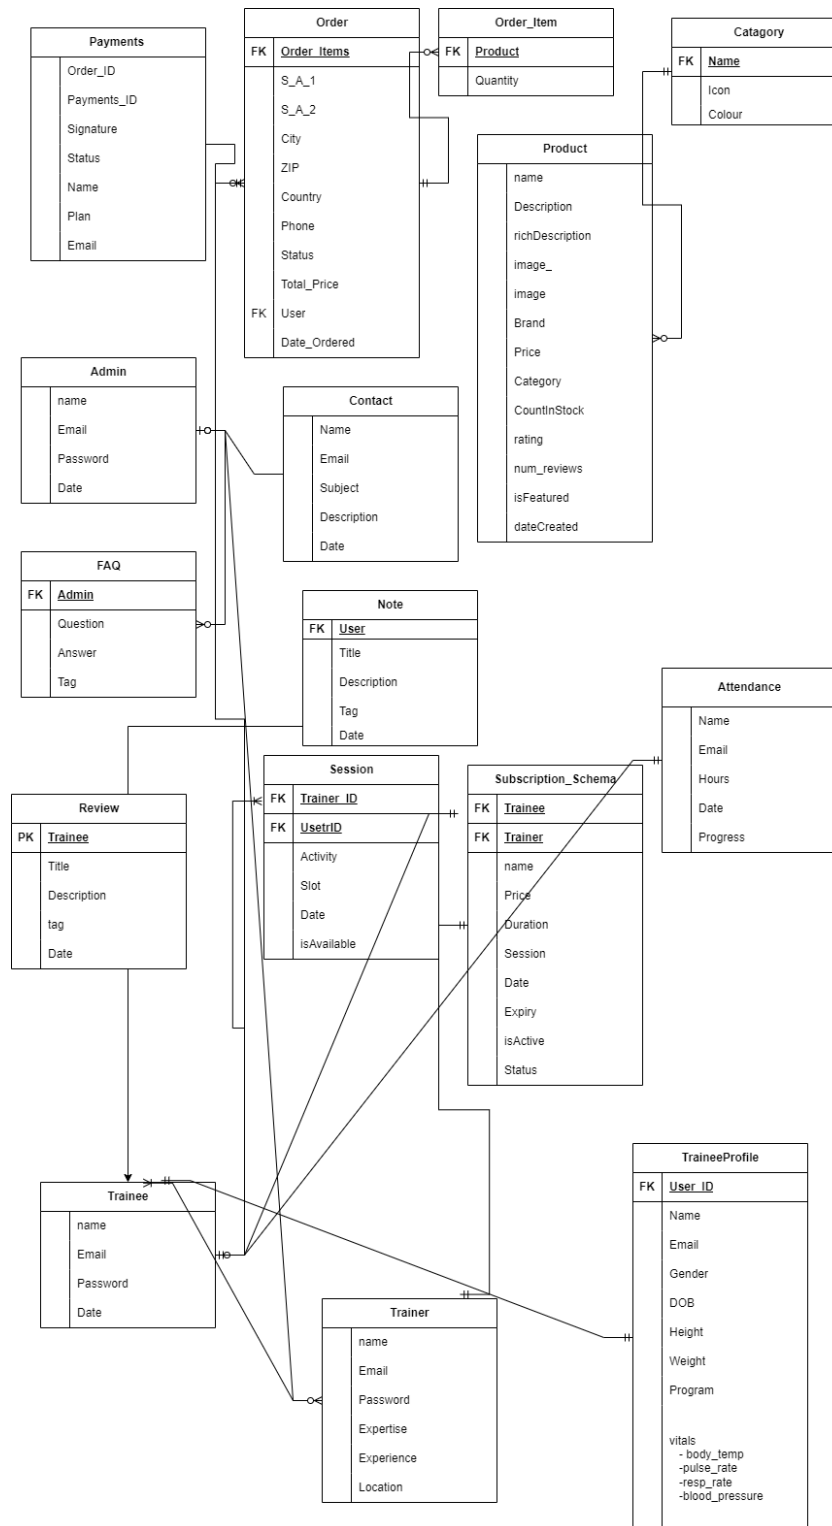 Payments
Order_ID
Payments_ID
Signature
Status
Name
Plan
Email
Order
FK Order_Items
S_A_1
S_A_2
City
ZIP
Country
Phone
Status
Total_Price
FK User
Date_Ordered
Order_Item
FK Product
Quantity
Catagory
FK Name
Icon
Colour
Product
name
Description
richDescription
image_
image
Brand
Price
Category
CountInStock
rating
num_reviews
isFeatured
dateCreated
Admin
name
Email
Password
Date
Contact
Name
Email
Subject
Description
Date
FAQ
FK Admin
Question
Answer
Tag
Note
FK User
Title
Description
Tag
Date
Attendance
Name
Email
Hours
Date
Progress
Session
FK Trainer_ID
FK UsetrID
Activity
Slot
Date
isAvailable
Subscription_Schema
FK Trainee
FK Trainer
name
Price
Duration
Session
Date
Expiry
isActive
Status
Review
PK Trainee
Title
Description
tag
Date
Trainee
name
Email
Password
Date
Trainer
name
Email
Password
Expertise
Experience
Location
TraineeProfile
FK User_ID
Name
Email
Gender
DOB
Height
Weight
Program
vitals
- body_temp
-pulse_rate
-resp_rate
-blood_pressure